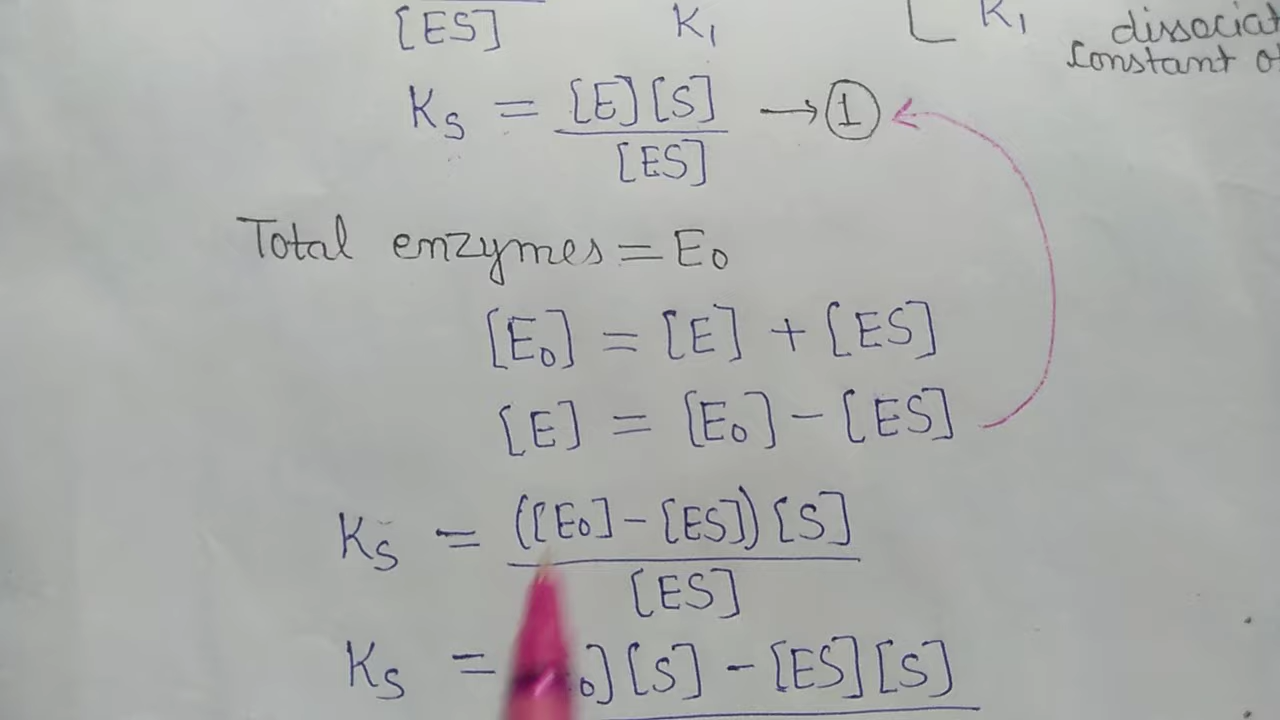 [ES] K₁ K₁ dissociat
Constant of
Kₛ = [E][S] / [ES] → ①
Total enzymes = E₀
[E₀] = [E] + [ES]
[E] = [E₀] - [ES]
Kₛ = ([E₀] - [ES]) [S] / [ES]
Kₛ = ₀] [S] - [ES] [S]